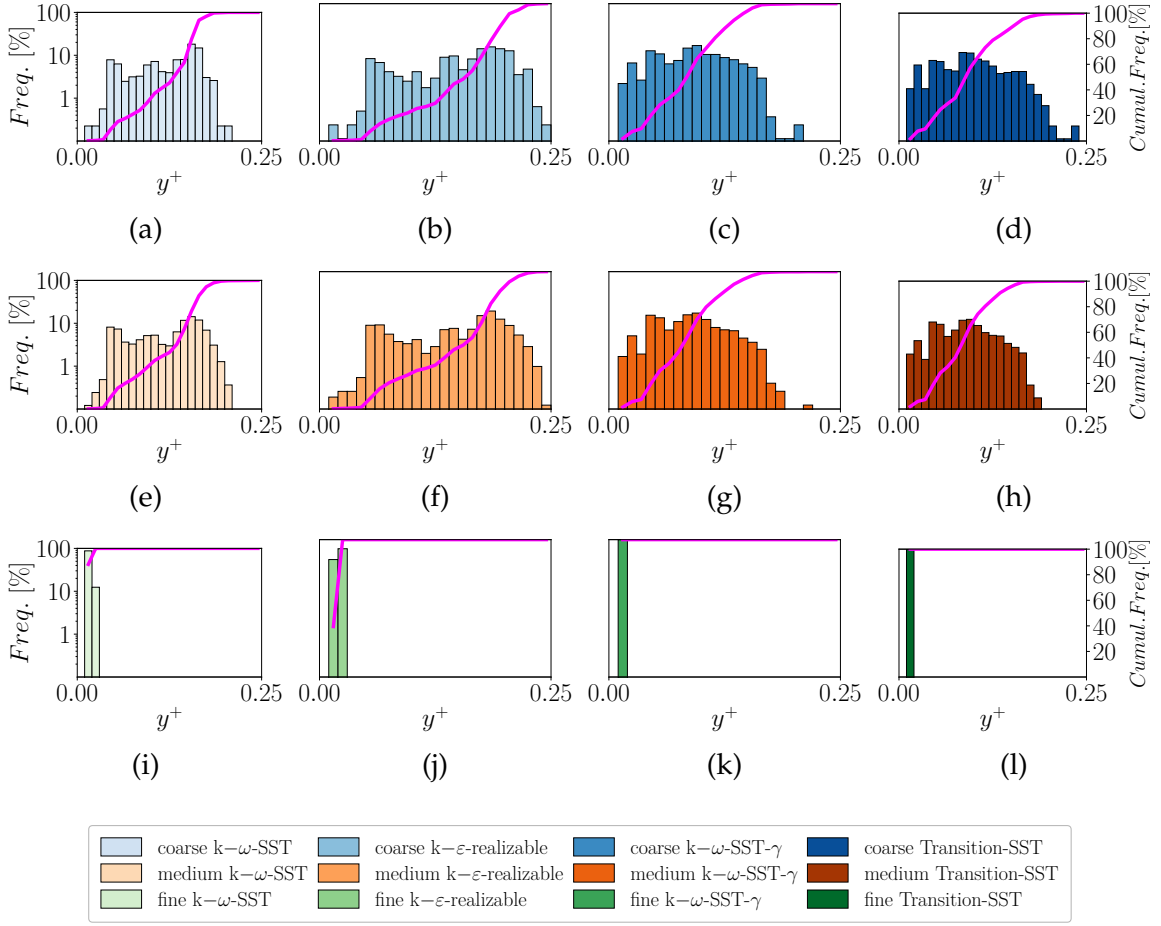 100
10
1
Freq. [%]
0.00 0.25
y+
(a)
0.00 0.25
y+
(b)
0.00 0.25
y+
(c)
100
80
60
40
20
Cumul.Freq.[%]
0.00 0.25
y+
(d)
100
10
1
Freq. [%]
0.00 0.25
y+
(e)
0.00 0.25
y+
(f)
0.00 0.25
y+
(g)
100
80
60
40
20
Cumul.Freq.[%]
0.00 0.25
y+
(h)
100
10
1
Freq. [%]
0.00 0.25
y+
(i)
0.00 0.25
y+
(j)
0.00 0.25
y+
(k)
100
80
60
40
20
Cumul.Freq.[%]
0.00 0.25
y+
(l)
coarse k−ω-SST coarse k−ε-realizable coarse k−ω-SST-γ coarse Transition-SST
medium k−ω-SST medium k−ε-realizable medium k−ω-SST-γ medium Transition-SST
fine k−ω-SST fine k−ε-realizable fine k−ω-SST-γ fine Transition-SST